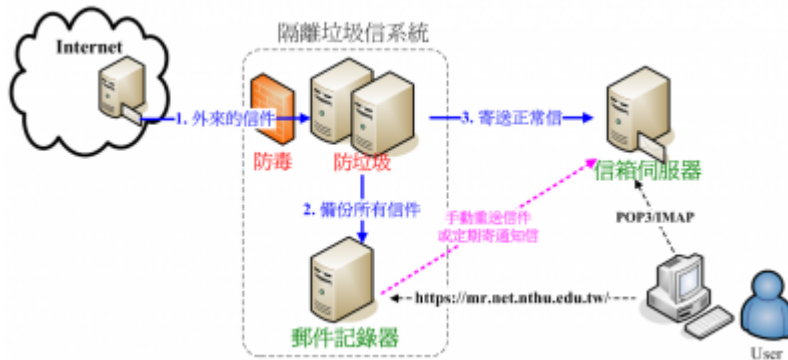 隔離垃圾信系統
Internet
1. 外來的信件
3. 寄送正常信
防毒
防垃圾
信箱伺服器
2. 備份所有信件
手動重送信件
或定期寄通知信
POP3/IMAP
https://mr.net.nthu.edu.tw/
郵件記錄器
User